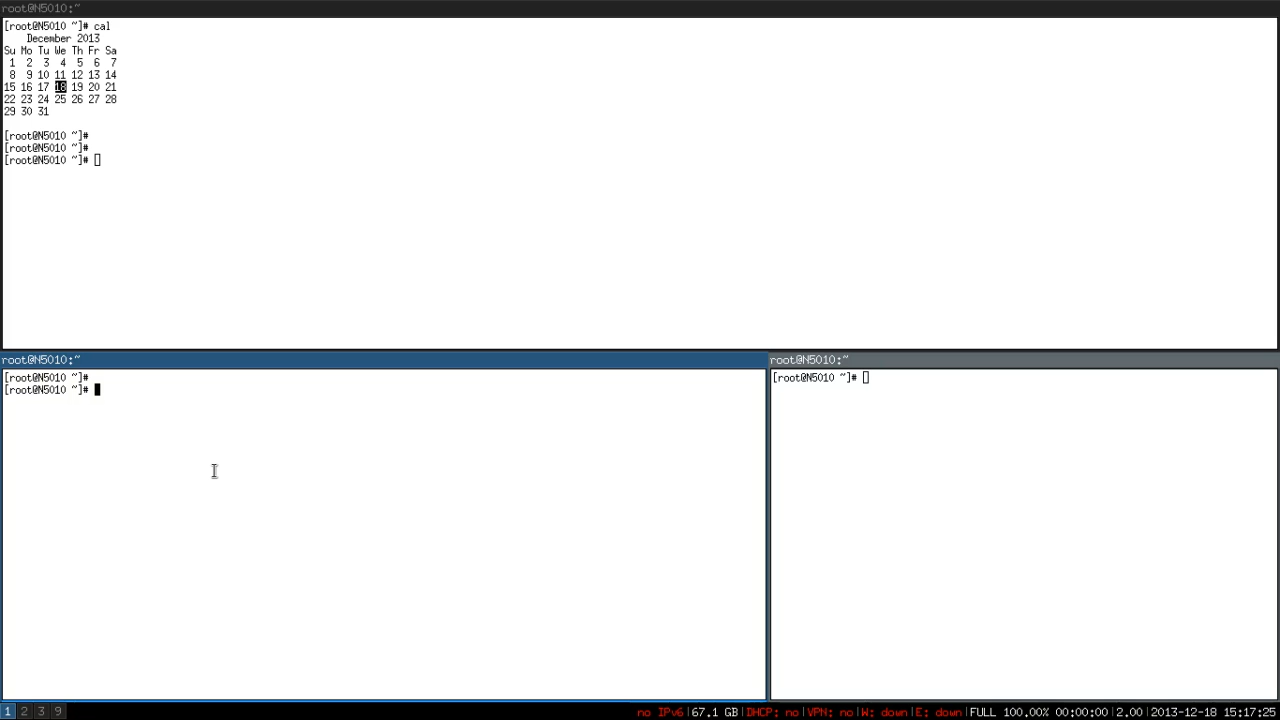 root@N5010:~
[root@N5010 ~]# cal
    December 2013
Su Mo Tu We Th Fr Sa
 1  2  3  4  5  6  7
 8  9 10 11 12 13 14
15 16 17 18 19 20 21
22 23 24 25 26 27 28
29 30 31
[root@N5010 ~]#
[root@N5010 ~]#
[root@N5010 ~]#
root@N5010:~
[root@N5010 ~]#
[root@N5010 ~]#
root@N5010:~
[root@N5010 ~]#
1 2 3 9
no IPv6|67.1 GB|DHCP: no|VPN: no|W: down|E: down|FULL 100.00% 00:00:00|2.00|2013-12-18 15:17:25